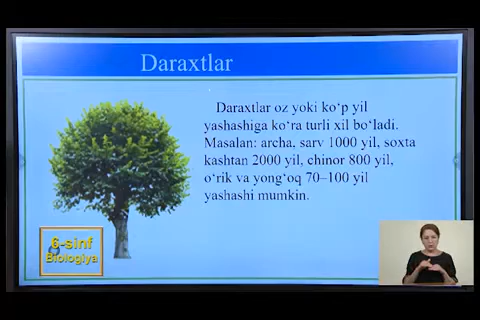 Daraxtlar
Daraxtlar oz yoki ko‘p yil
yashashiga ko‘ra turli xil bo‘ladi.
Masalan: archa, sarv 1000 yil, soxta
kashtan 2000 yil, chinor 800 yil,
o‘rik va yong‘oq 70–100 yil
yashashi mumkin.
6-sinf
Biologiya